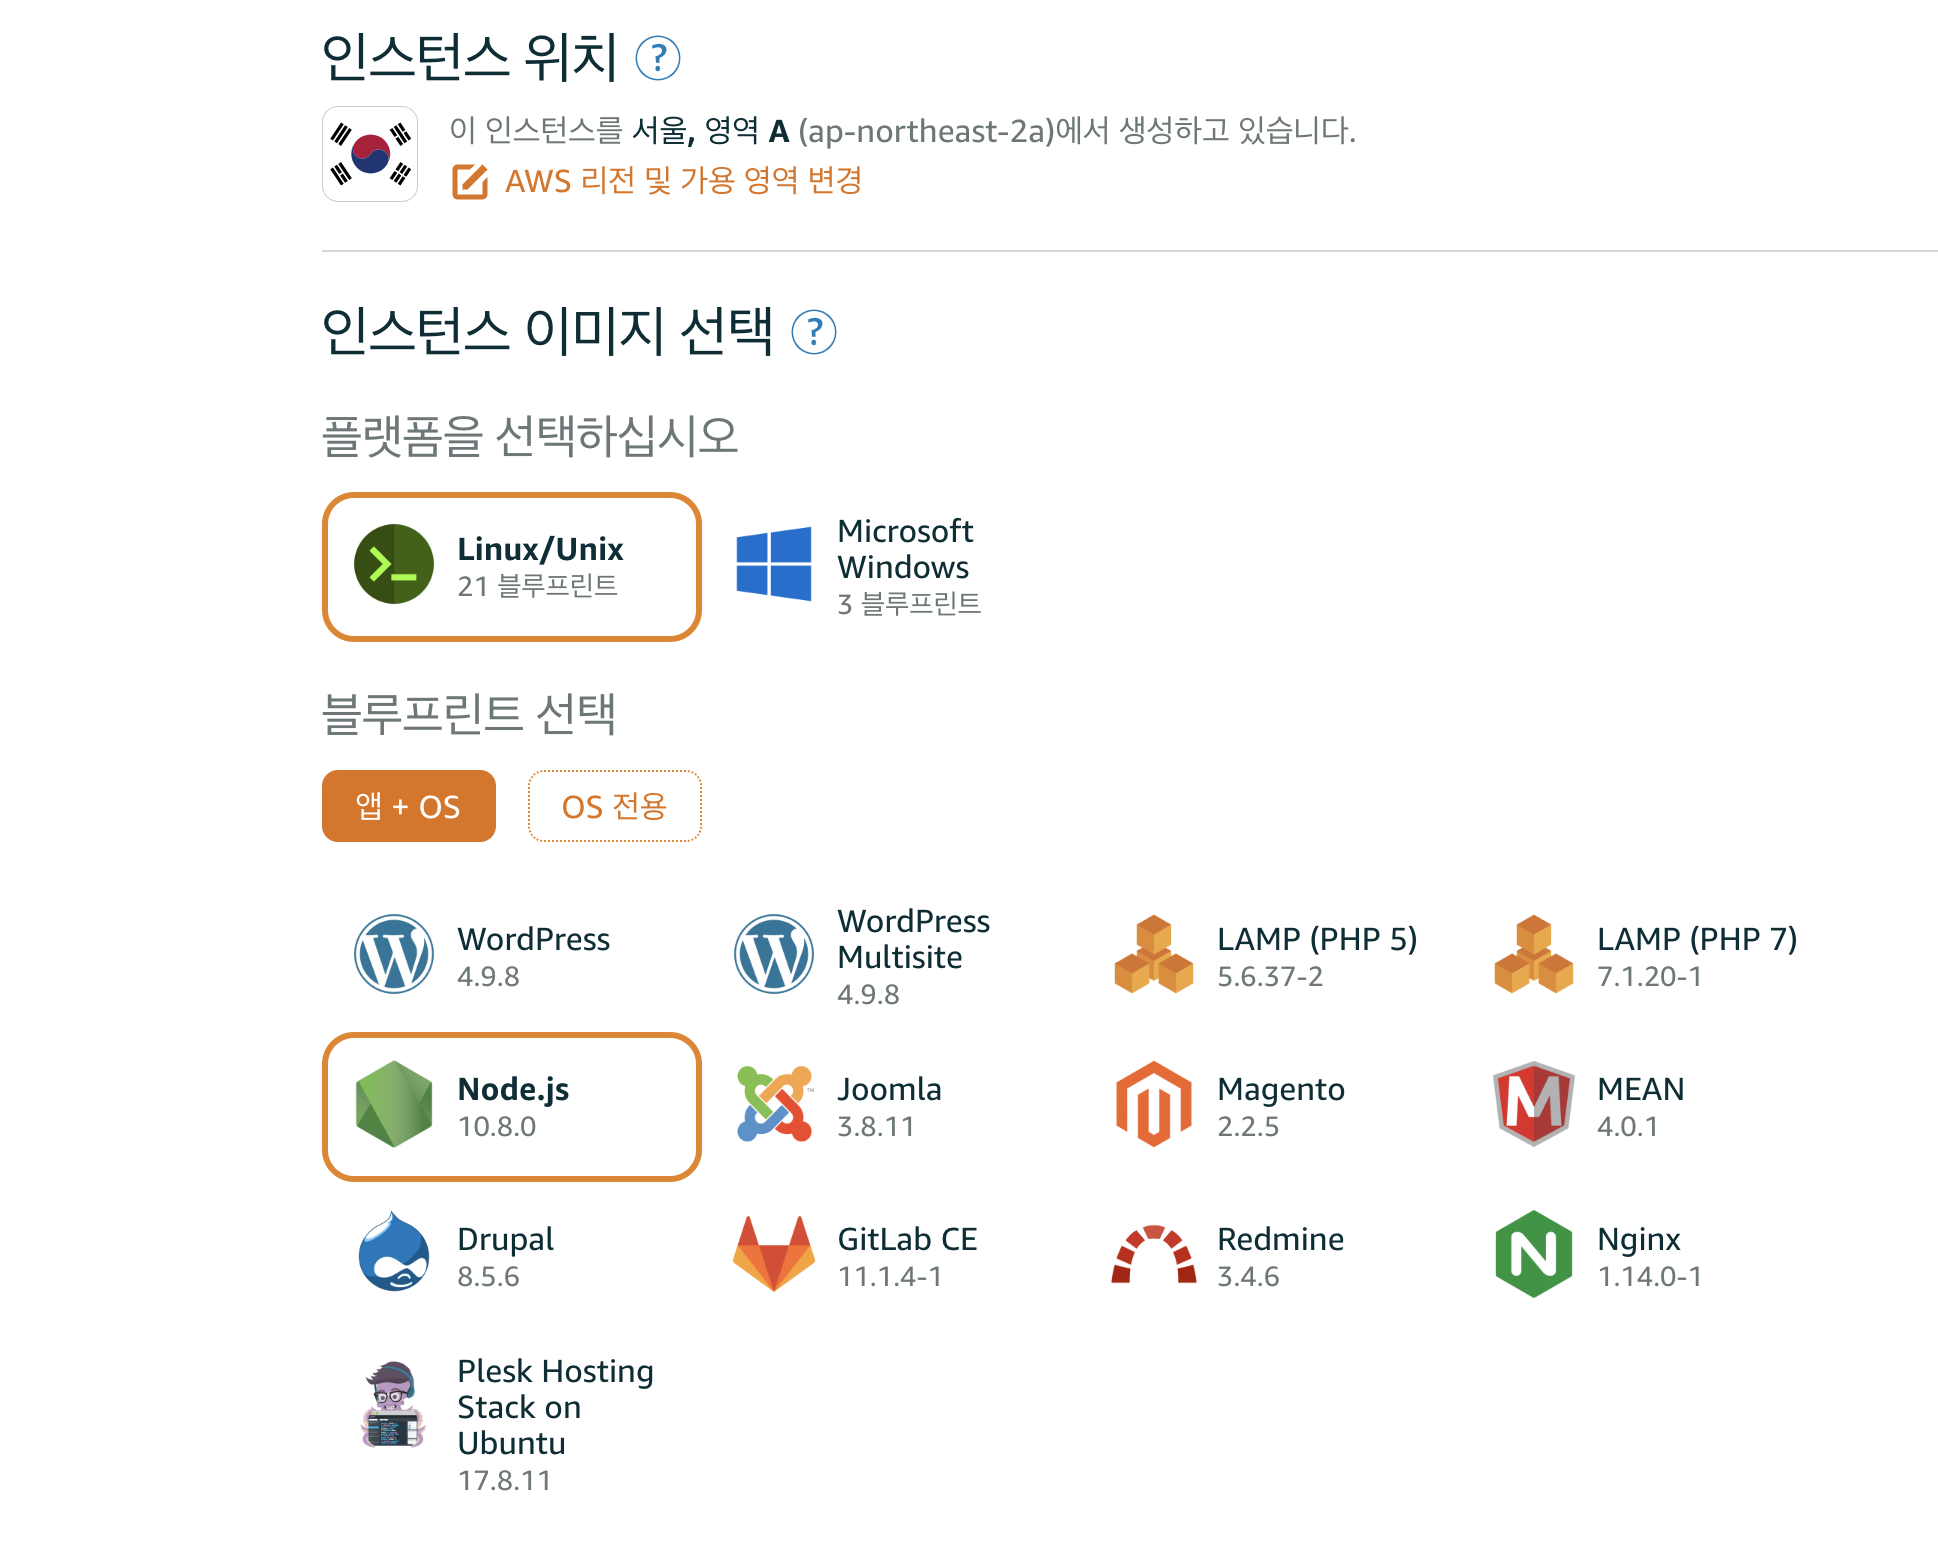 인스턴스 위치 ?
이 인스턴스를 서울, 영역 A (ap-northeast-2a)에서 생성하고 있습니다.
AWS 리전 및 가용 영역 변경
인스턴스 이미지 선택 ?
플랫폼을 선택하십시오
Linux/Unix
21 블루프린트
Microsoft
Windows
3 블루프린트
블루프린트 선택
앱 + OS
OS 전용
WordPress
4.9.8
WordPress
Multisite
4.9.8
LAMP (PHP 5)
5.6.37-2
LAMP (PHP 7)
7.1.20-1
Node.js
10.8.0
Joomla
3.8.11
Magento
2.2.5
MEAN
4.0.1
Drupal
8.5.6
GitLab CE
11.1.4-1
Redmine
3.4.6
Nginx
1.14.0-1
Plesk Hosting
Stack on
Ubuntu
17.8.11